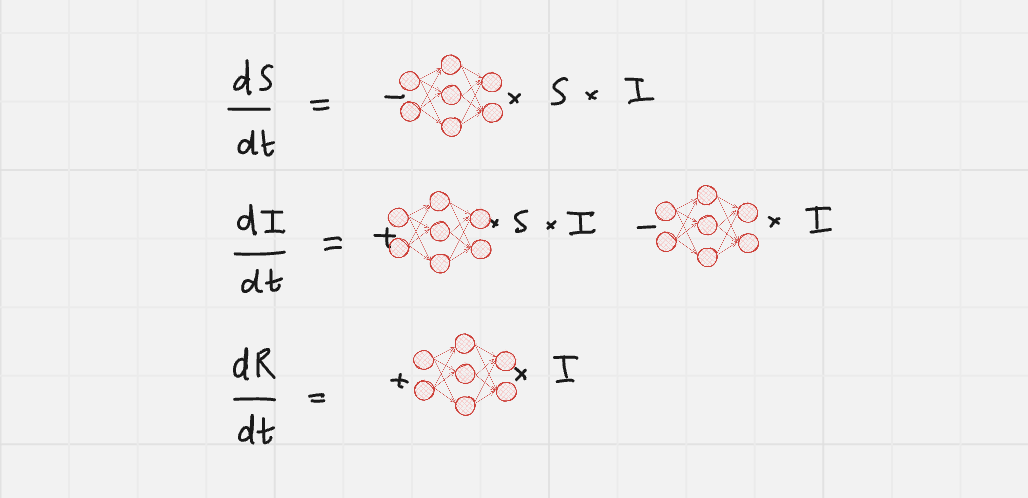 dS/dt = - × S × I
dI/dt = + × S × I - × I
dR/dt = + × I